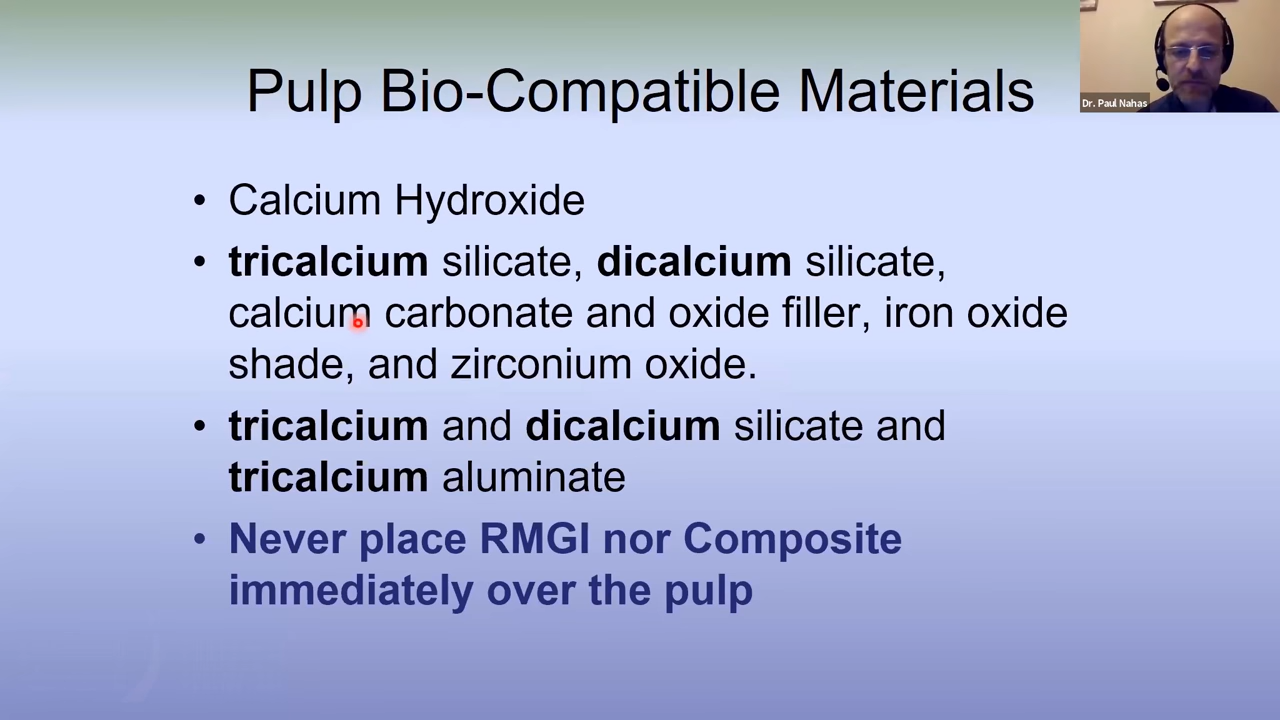 Pulp Bio-Compatible Materials
Dr. Paul Nahas
• Calcium Hydroxide
• tricalcium silicate, dicalcium silicate,
calcium carbonate and oxide filler, iron oxide
shade, and zirconium oxide.
• tricalcium and dicalcium silicate and
tricalcium aluminate
• Never place RMGI nor Composite
immediately over the pulp